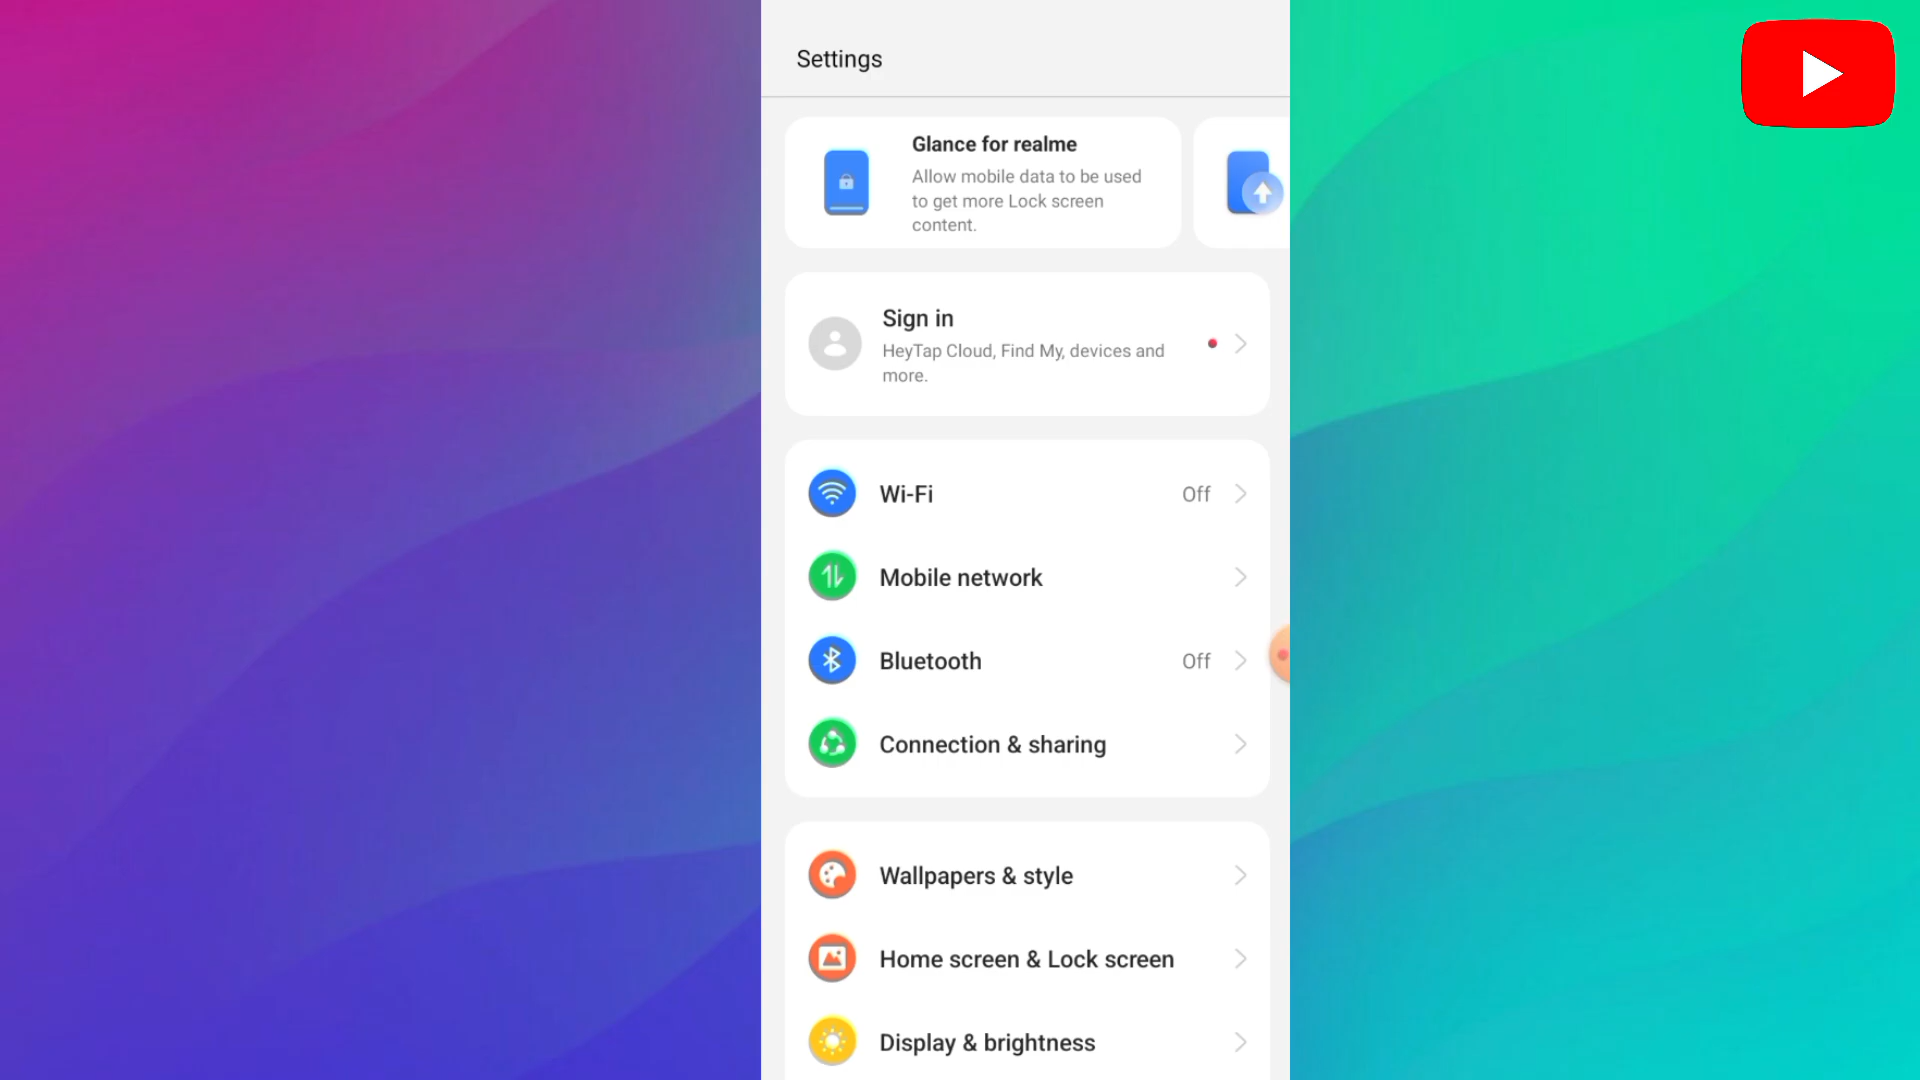 Settings
Glance for realme
Allow mobile data to be used
to get more Lock screen
content.
Sign in
HeyTap Cloud, Find My, devices and
more.
Wi-Fi Off
Mobile network
Bluetooth Off
Connection & sharing
Wallpapers & style
Home screen & Lock screen
Display & brightness